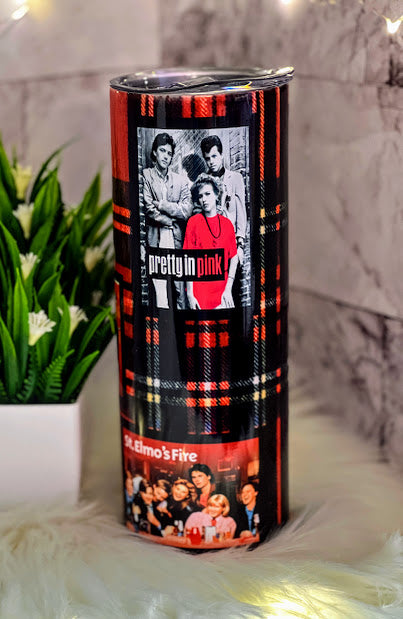 pretty in pink
St. Elmo's Fire